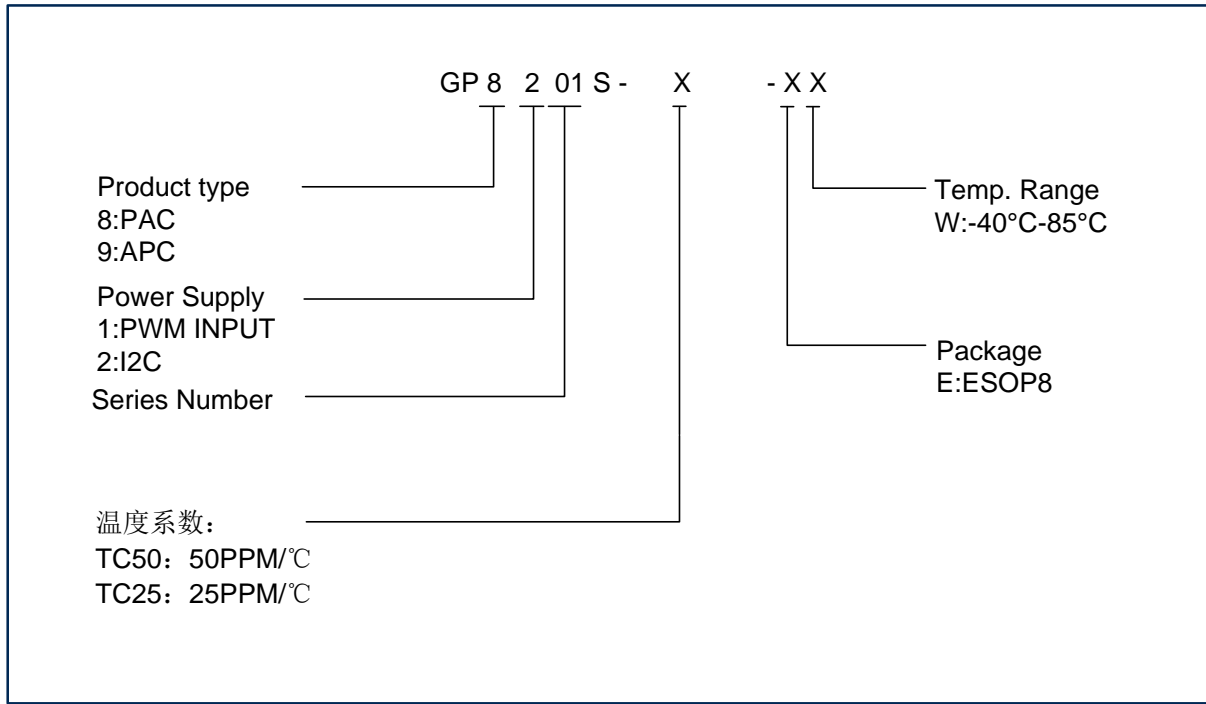 GP 8 2 01 S - X - X X
Product type
8:PAC
9:APC
Power Supply
1:PWM INPUT
2:I2C
Series Number
温度系数：
TC50：50PPM/℃
TC25：25PPM/℃
Temp. Range
W:-40°C-85°C
Package
E:ESOP8